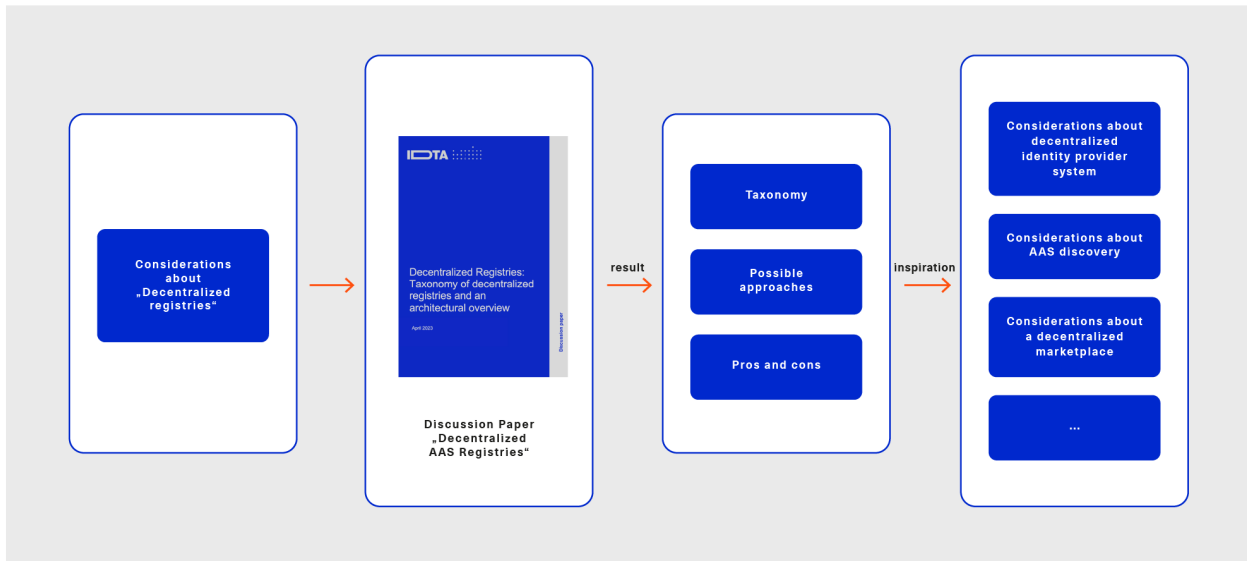 Considerations
about
„Decentralized
registries“
IDTA
Decentralized Registries:
Taxonomy of decentralized
registries and an
architectural overview
April 2023
Discussion paper
Discussion Paper
„Decentralized
AAS Registries“
result
Taxonomy
Possible
approaches
Pros and cons
inspiration
Considerations about
decentralized
identity provider
system
Considerations about
AAS discovery
Considerations about
a decentralized
marketplace
...